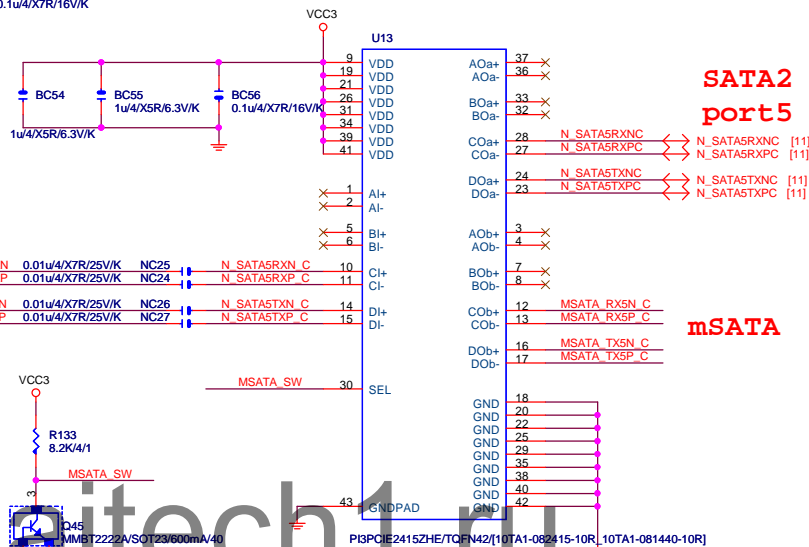 0.1u/4/X7R/16V/K
VCC3
U13
BC54
1u/4/X5R/6.3V/K
BC55
1u/4/X5R/6.3V/K
BC56
0.1u/4/X7R/16V/K
9 VDD
19 VDD
21 VDD
26 VDD
31 VDD
34 VDD
39 VDD
41 VDD
1 AI+
2 AI-
5 BI+
6 BI-
N 0.01u/4/X7R/25V/K NC25 N_SATA5RXN_C 10 CI+
P 0.01u/4/X7R/25V/K NC24 N_SATA5RXP_C 11 CI-
N 0.01u/4/X7R/25V/K NC26 N_SATA5TXN_C 14 DI+
P 0.01u/4/X7R/25V/K NC27 N_SATA5TXP_C 15 DI-
MSATA_SW 30 SEL
43 GNDPAD
AOa+ 37
AOa- 36
BOa+ 33
BOa- 32
COa+ 28 N_SATA5RXNC N_SATA5RXNC [11]
COa- 27 N_SATA5RXPC N_SATA5RXPC [11]
DOa+ 24 N_SATA5TXNC N_SATA5TXNC [11]
DOa- 23 N_SATA5TXPC N_SATA5TXPC [11]
SATA2
port5
AOb+ 3
AOb- 4
BOb+ 7
BOb- 8
COb+ 12 MSATA_RX5N_C
COb- 13 MSATA_RX5P_C
DOb+ 16 MSATA_TX5N_C
DOb- 17 MSATA_TX5P_C
mSATA
GND 18
GND 20
GND 22
GND 25
GND 29
GND 35
GND 38
GND 40
GND 42
VCC3
R133
8.2K/4/1
MSATA_SW
3
Q45
MMBT2222A/SOT23/600mA/40
PI3PCIE2415ZHE/TQFN42/[10TA1-082415-10R_10TA1-081440-10R]
aitech1.ru